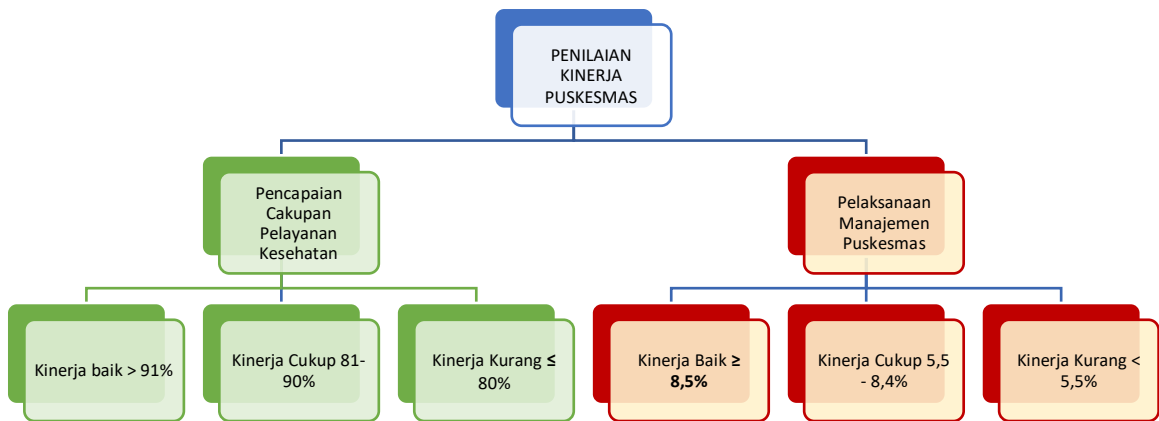 PENILAIAN
KINERJA
PUSKESMAS
Pencapaian
Cakupan
Pelayanan
Kesehatan
Pelaksanaan
Manajemen
Puskesmas
Kinerja baik > 91%
Kinerja Cukup 81-
90%
Kinerja Kurang ≤
80%
Kinerja Baik ≥
8,5%
Kinerja Cukup 5,5
- 8,4%
Kinerja Kurang <
5,5%